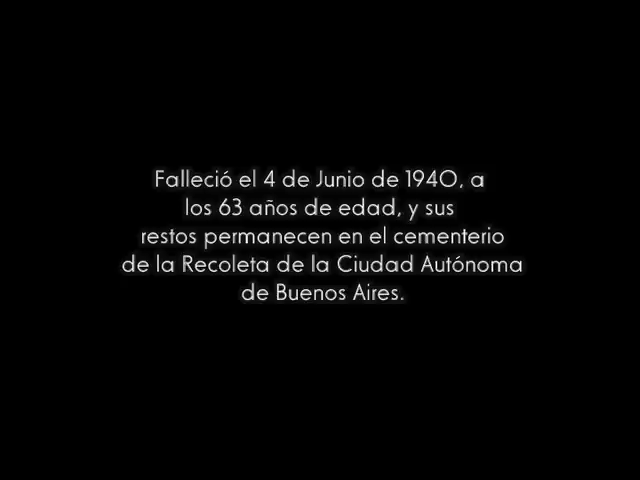 Falleció el 4 de Junio de 1940, a
los 63 años de edad, y sus
restos permanecen en el cementerio
de la Recoleta de la Ciudad Autónoma
de Buenos Aires.